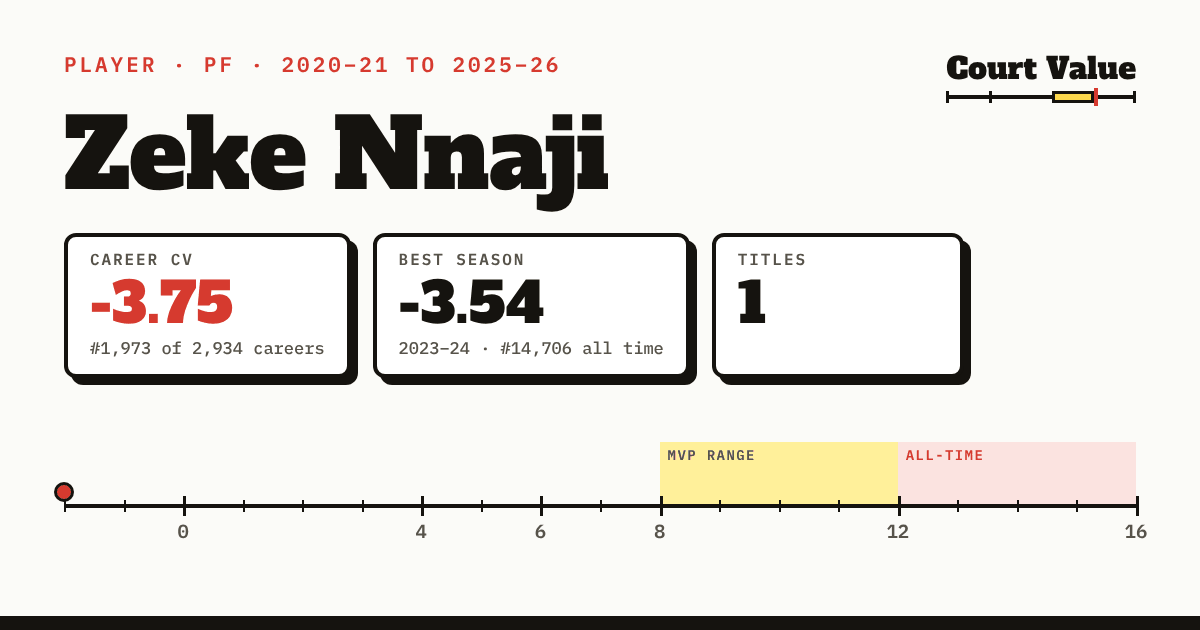 PLAYER · PF · 2020–21 TO 2025–26
Court Value
Zeke Nnaji
CAREER CV
-3.75
#1,973 of 2,934 careers
BEST SEASON
-3.54
2023–24 · #14,706 all time
TITLES
1
MVP RANGE
ALL-TIME
0 4 6 8 12 16